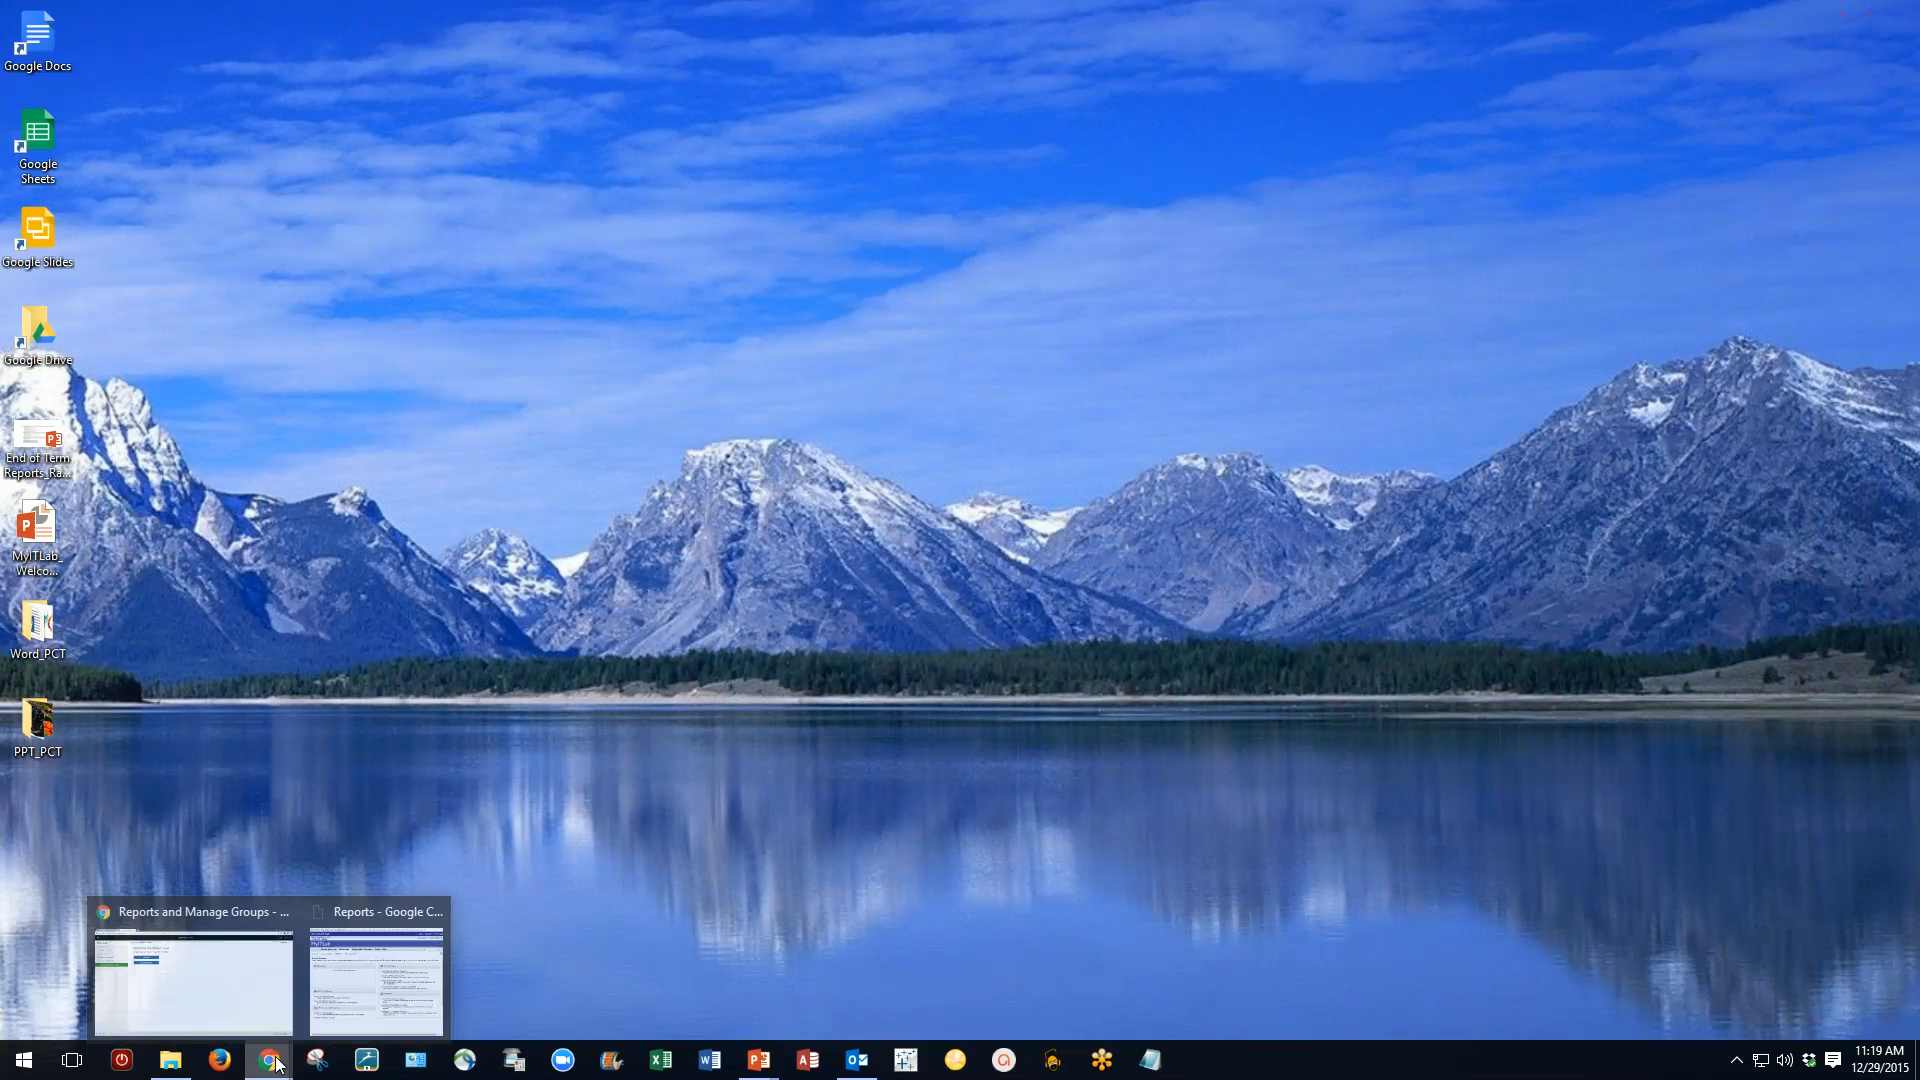 Google Docs
Google
Sheets
Google Slides
Google Drive
End of Term
Reports_Ra...
MyITLab_
Welco...
Word_PCT
PPT_PCT
Reports and Manage Groups - ...
Reports - Google C...
MyITLab
11:19 AM
12/29/2015